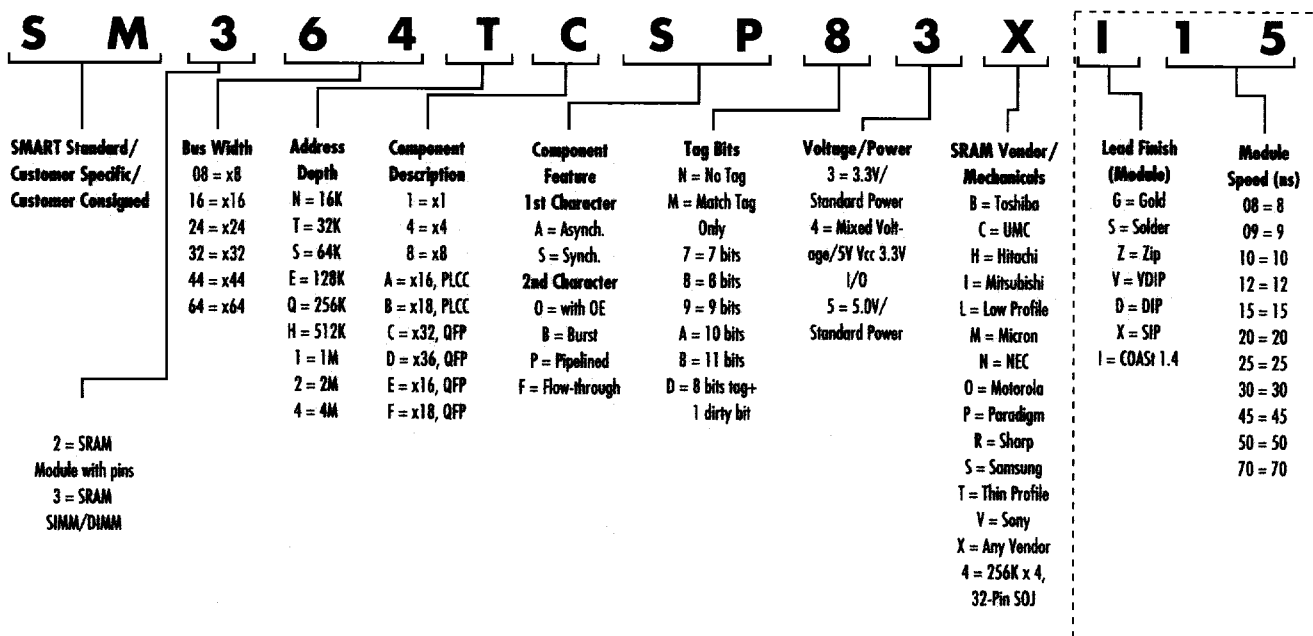 S M 3 6 4 T C S P 8 3 X I 1 5
SMART Standard/
Customer Specific/
Customer Consigned
2 = SRAM
Module with pins
3 = SRAM
SIMM/DIMM
Bus Width
08 = x8
16 = x16
24 = x24
32 = x32
44 = x44
64 = x64
Address
Depth
N = 16K
T = 32K
S = 64K
E = 128K
Q = 256K
H = 512K
1 = 1M
2 = 2M
4 = 4M
Component
Description
1 = x1
4 = x4
8 = x8
A = x16, PLCC
B = x18, PLCC
C = x32, QFP
D = x36, QFP
E = x16, QFP
F = x18, QFP
Component
Feature
1st Character
A = Asynch.
S = Synch.
2nd Character
O = with OE
B = Burst
P = Pipelined
F = Flow-through
Tag Bits
N = No Tag
M = Match Tag
Only
7 = 7 bits
8 = 8 bits
9 = 9 bits
A = 10 bits
B = 11 bits
D = 8 bits tag+
1 dirty bit
Voltage/Power
3 = 3.3V/
Standard Power
4 = Mixed Volt-
age/5V Vcc 3.3V
I/O
5 = 5.0V/
Standard Power
SRAM Vendor/
Mechanicals
B = Toshiba
C = UMC
H = Hitachi
I = Mitsubishi
L = Low Profile
M = Micron
N = NEC
O = Motorola
P = Paradigm
R = Sharp
S = Samsung
T = Thin Profile
V = Sony
X = Any Vendor
4 = 256K x 4,
32-Pin SOJ
Lead Finish
(Module)
G = Gold
S = Solder
Z = Zip
V = VDIP
D = DIP
X = SIP
I = COASt 1.4
Module
Speed (ns)
08 = 8
09 = 9
10 = 10
12 = 12
15 = 15
20 = 20
25 = 25
30 = 30
45 = 45
50 = 50
70 = 70